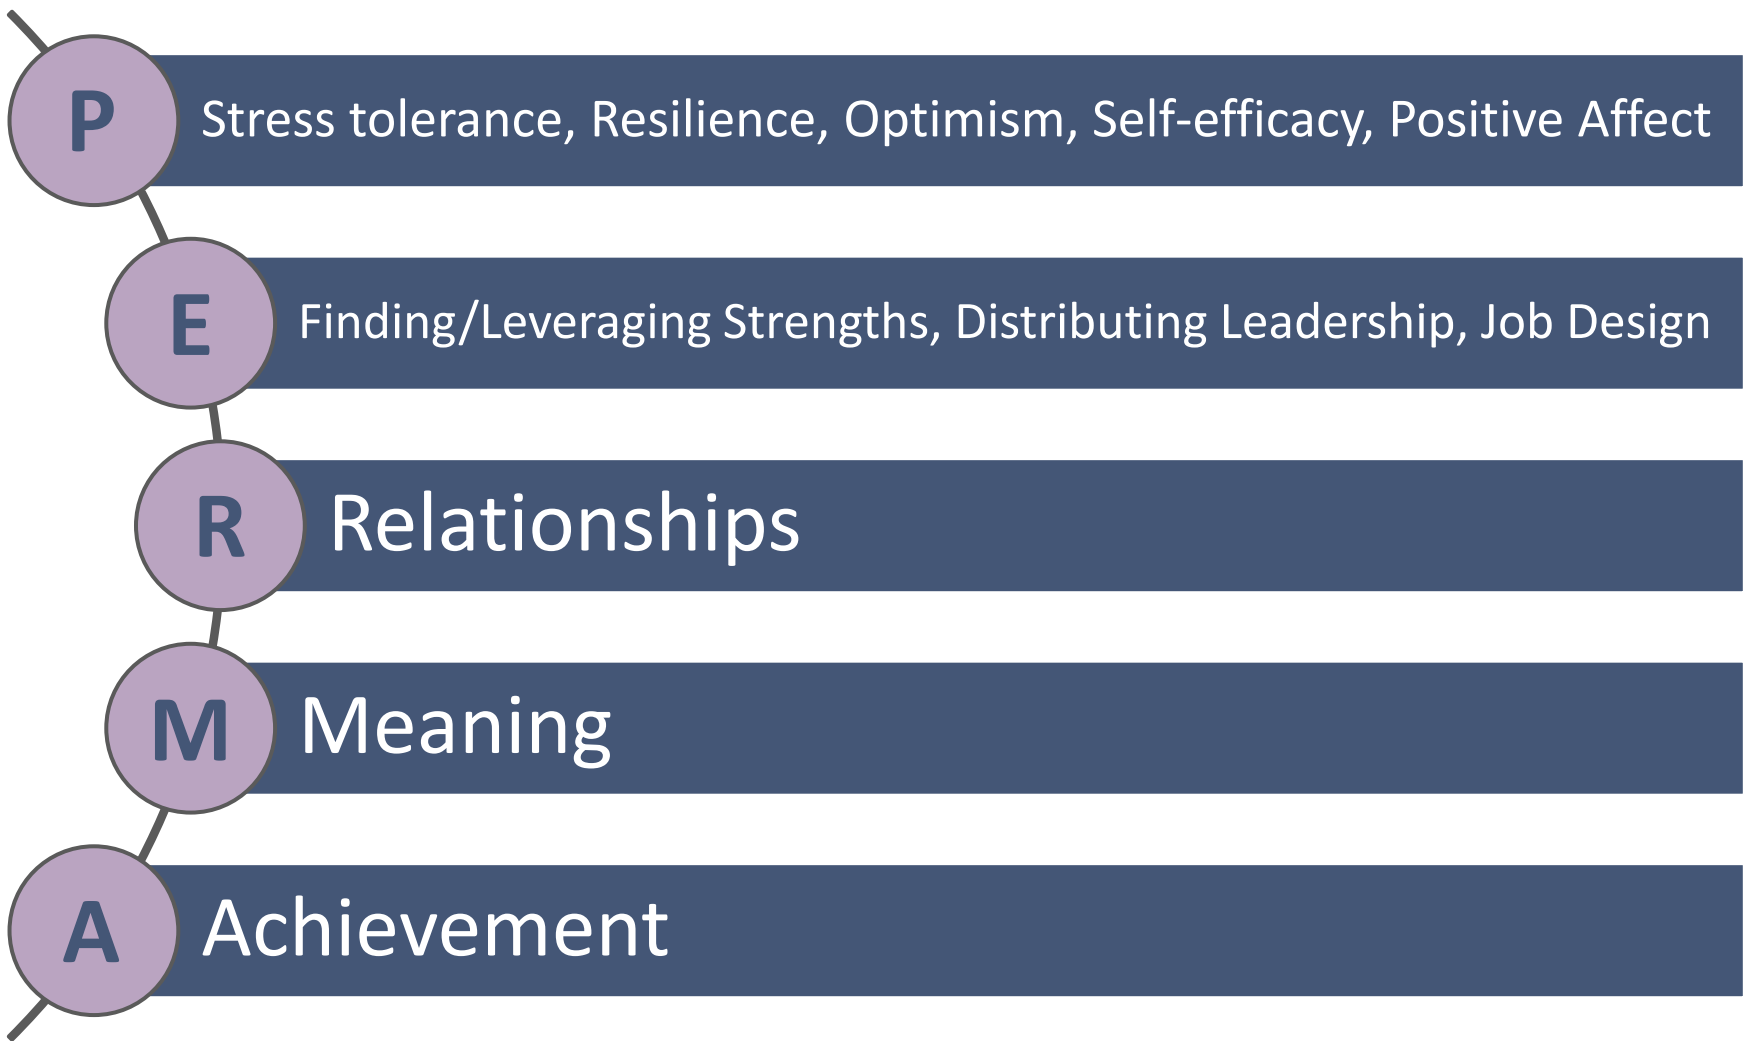 P
Stress tolerance, Resilience, Optimism, Self-efficacy, Positive Affect
E
Finding/Leveraging Strengths, Distributing Leadership, Job Design
R
Relationships
M
Meaning
A
Achievement